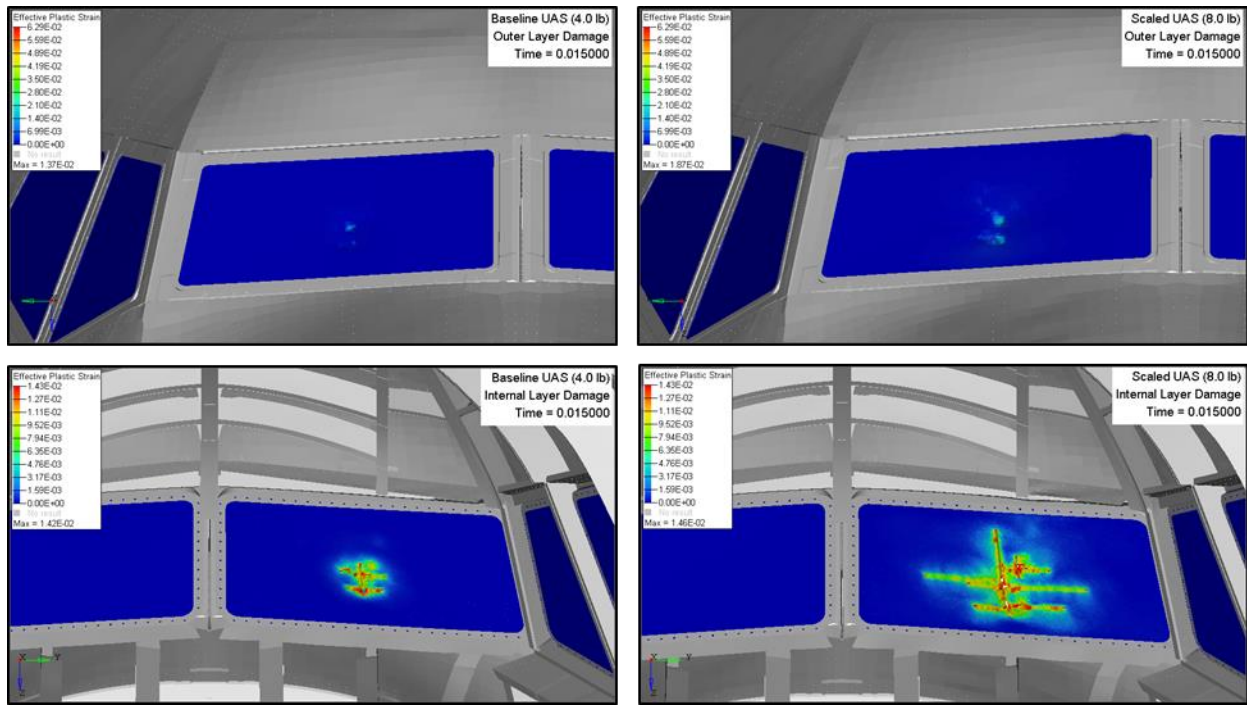 Effective Plastic Strain
6.29E-02
5.59E-02
4.89E-02
4.19E-02
3.50E-02
2.80E-02
2.10E-02
1.40E-02
6.99E-03
0.00E+00
No result
Max = 1.37E-02
Baseline UAS (4.0 lb)
Outer Layer Damage
Time = 0.015000
Effective Plastic Strain
6.29E-02
5.59E-02
4.89E-02
4.19E-02
3.50E-02
2.80E-02
2.10E-02
1.40E-02
6.99E-03
0.00E+00
No result
Max = 1.87E-02
Scaled UAS (8.0 lb)
Outer Layer Damage
Time = 0.015000
Effective Plastic Strain
1.43E-02
1.27E-02
1.11E-02
9.52E-03
7.94E-03
6.35E-03
4.76E-03
3.17E-03
1.59E-03
0.00E+00
No result
Max = 1.42E-02
Baseline UAS (4.0 lb)
Internal Layer Damage
Time = 0.015000
X
Y
Z
Effective Plastic Strain
1.43E-02
1.27E-02
1.11E-02
9.52E-03
7.94E-03
6.35E-03
4.76E-03
3.17E-03
1.59E-03
0.00E+00
No result
Max = 1.46E-02
Scaled UAS (8.0 lb)
Internal Layer Damage
Time = 0.015000
X
Y
Z